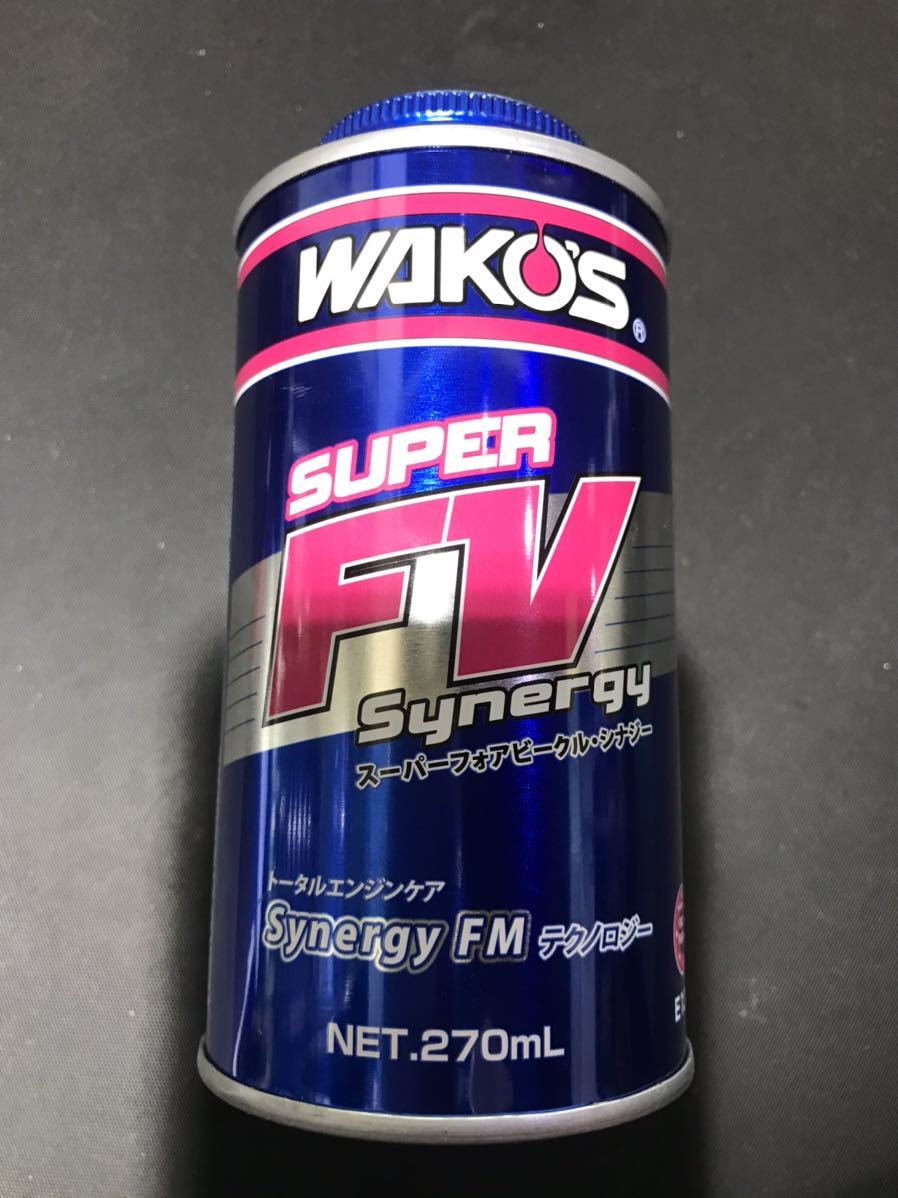 WAKO'S
®
SUPER
FV
Synergy
スーパーフォアビークル・シナジー
トータルエンジンケア
Synergy FM テクノロジー
NET.270mL